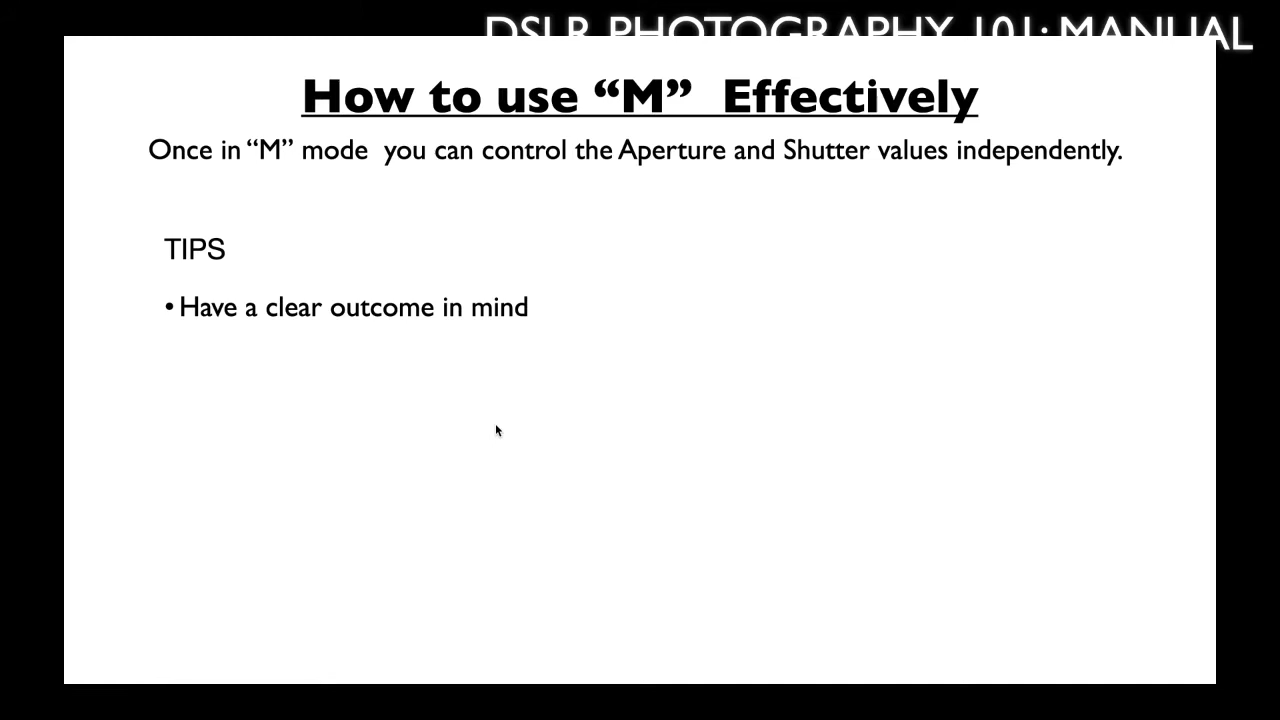 DSLR PHOTOGRAPHY 101: MANUAL
How to use “M” Effectively
Once in “M” mode you can control the Aperture and Shutter values independently.
TIPS
• Have a clear outcome in mind